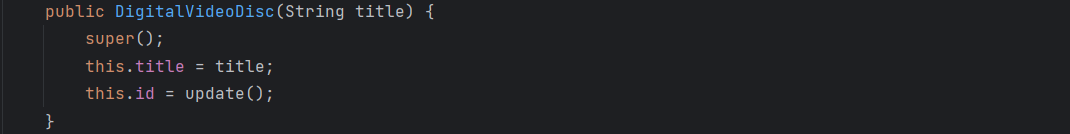 public DigitalVideoDisc(String title) {
    super();
    this.title = title;
    this.id = update();
}